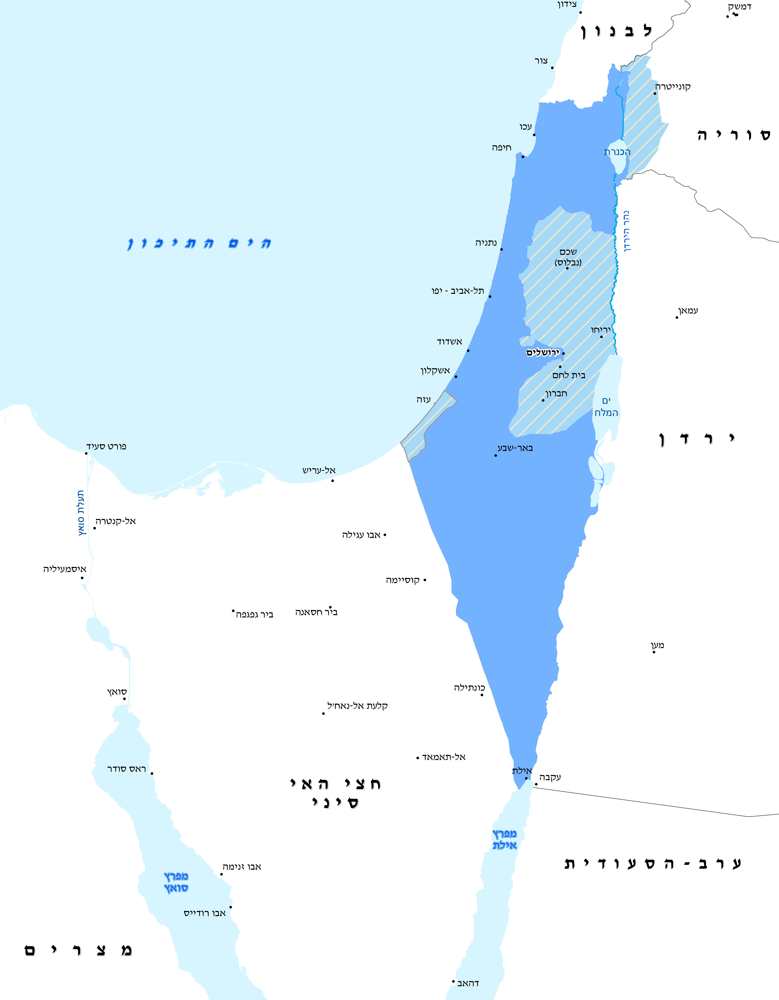 צידון
דמשק
לבנון
צור
קונייטרה
עכו
סוריה
חיפה
הכנרת
נהר הירדן
הים התיכון
נתניה
שכם
(נבלוס)
תל-אביב - יפו
עמאן
יריחו
אשדוד
ירושלים
אשקלון
בית לחם
חברון
עזה
ים
המלח
ירדן
פורט סעיד
באר-שבע
אל-עריש
תעלת סואץ
אל-קנטרה
אבו עגילה
איסמעיליה
קוסיימה
ביר גפגפה
ביר חסאנה
מען
כונתילה
סואץ
קלעת אל-נאח'ל
אל-תאמאד
ראס סודר
אילת
עקבה
חצי האי
סיני
מפרץ
אילת
ערב-הסעודית
אבו זנימה
מפרץ
סואץ
אבו רודייס
מצרים
דהאב